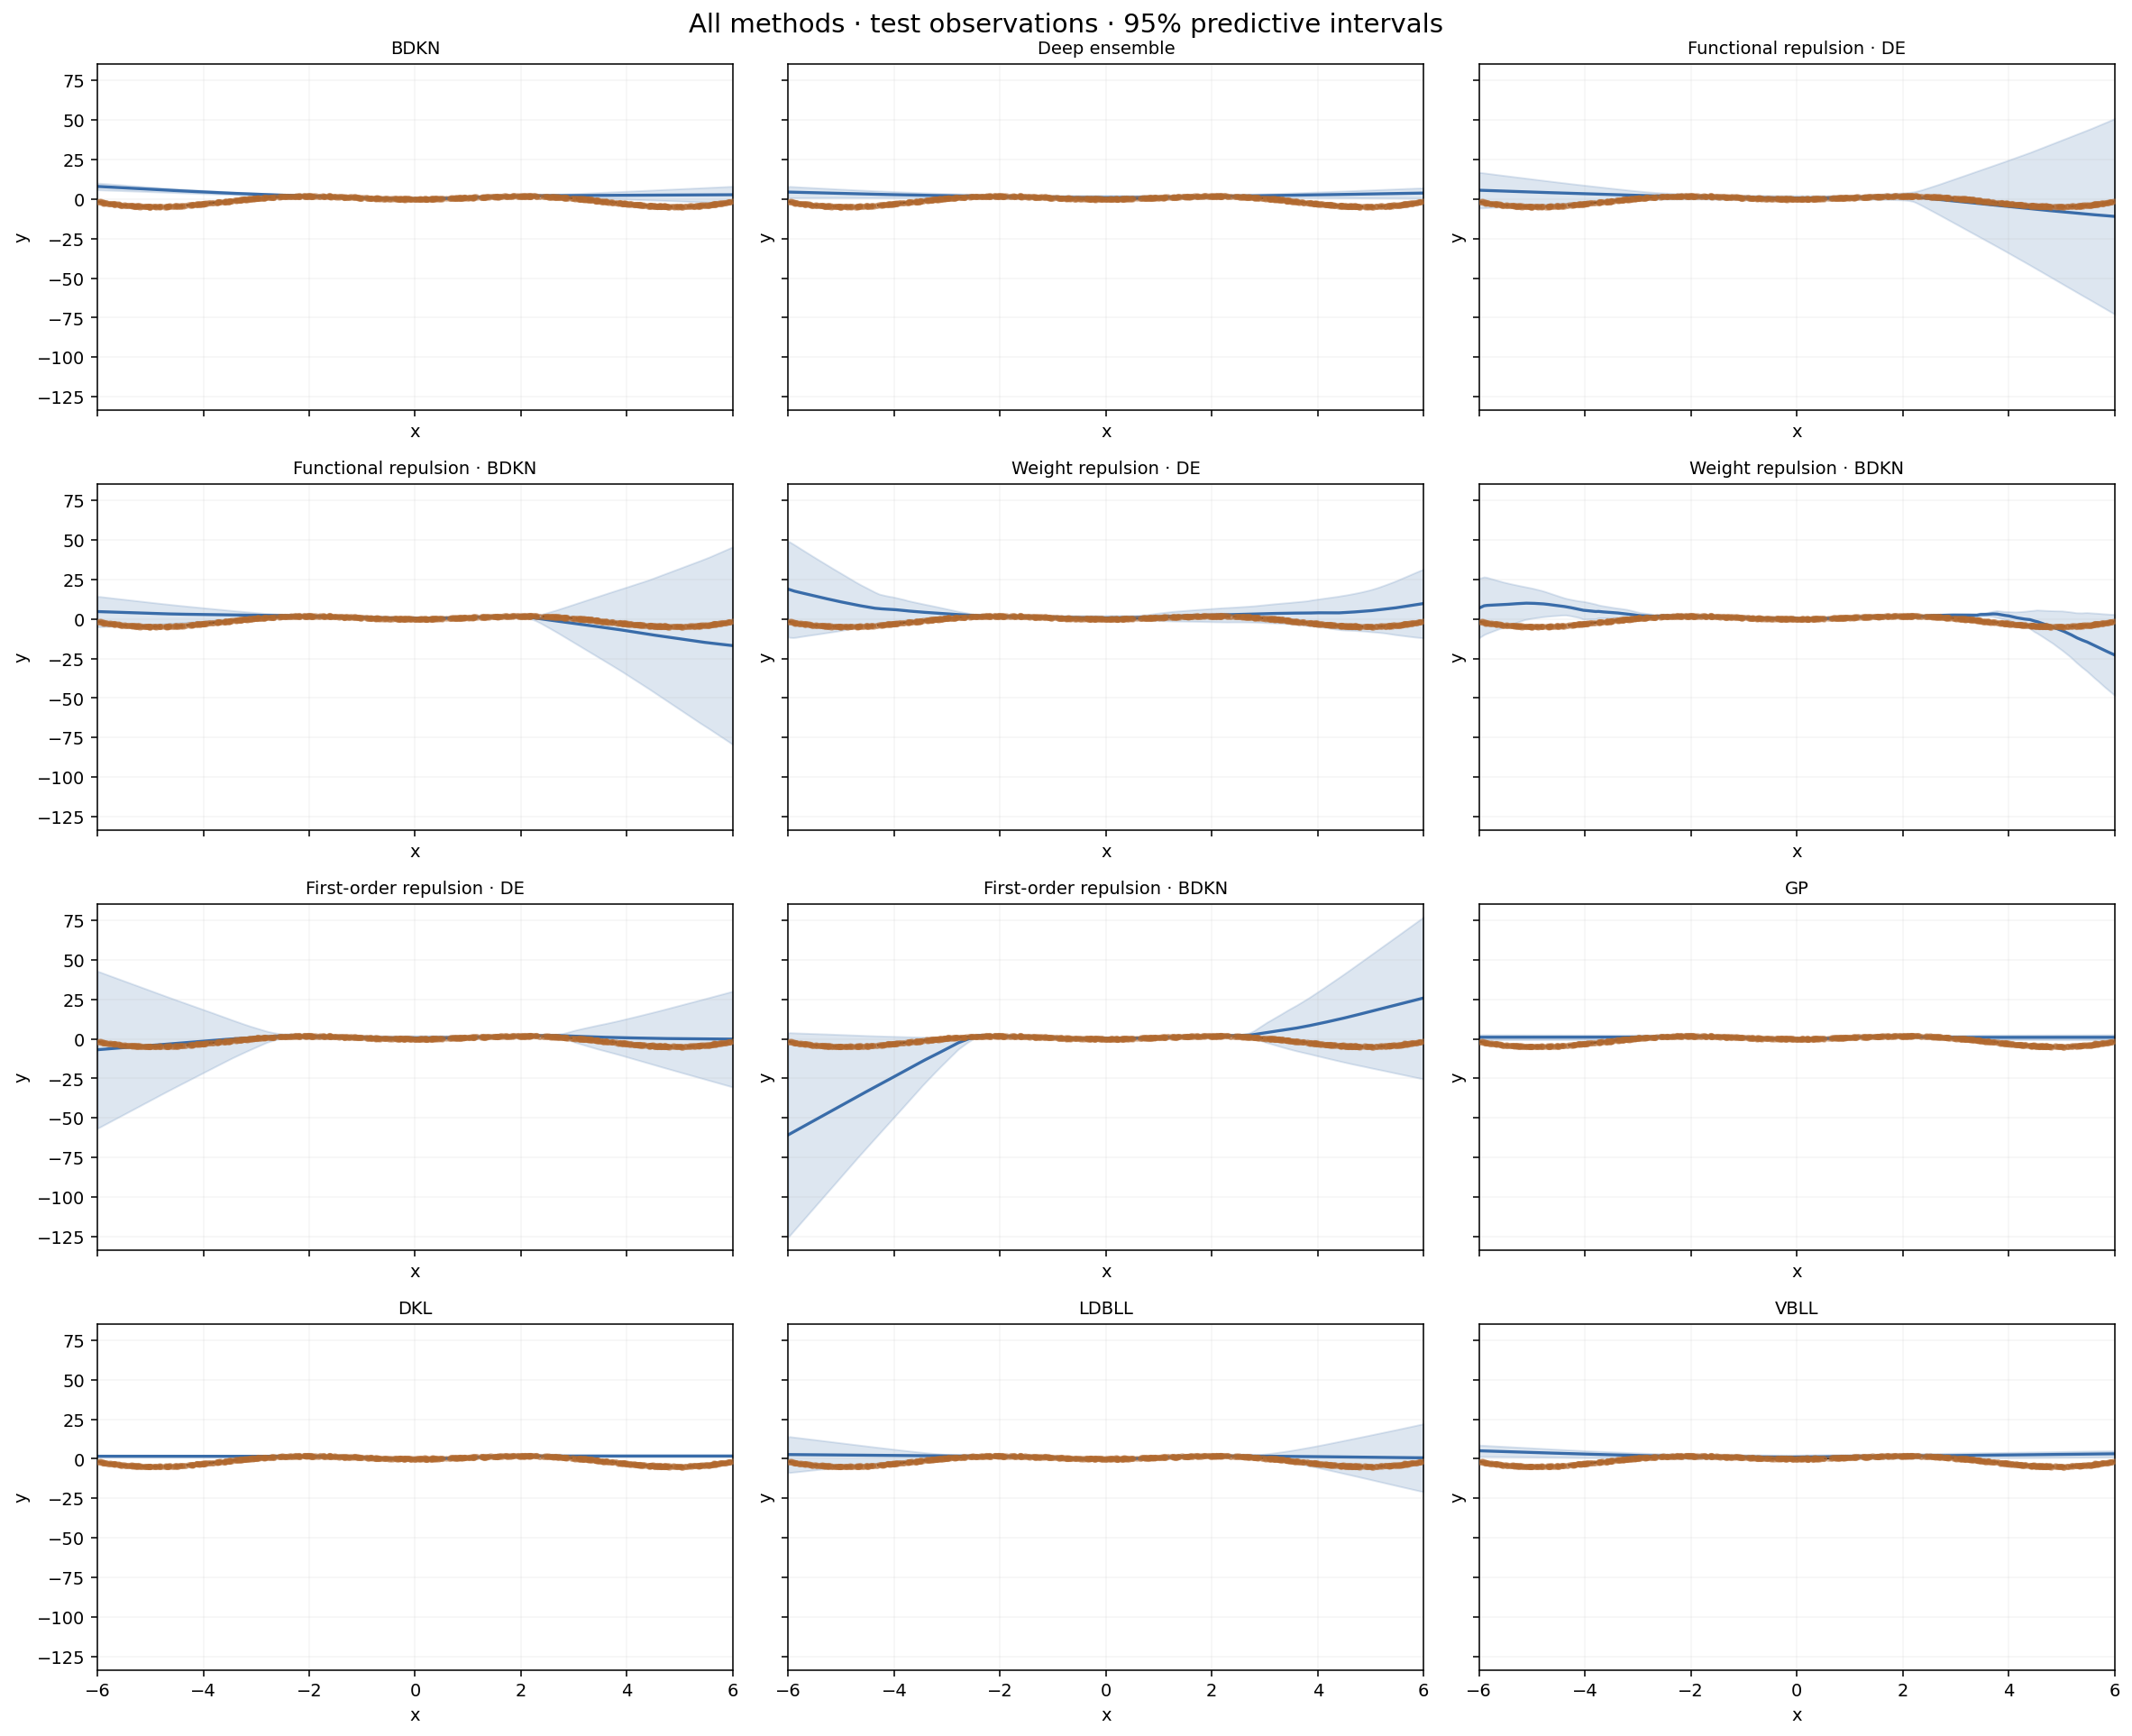 All methods · test observations · 95% predictive intervals
BDKN
Deep ensemble
Functional repulsion · DE
75
50
25
0
−25
−50
−75
−100
−125
y
y
y
x
x
x
Functional repulsion · BDKN
Weight repulsion · DE
Weight repulsion · BDKN
75
50
25
0
−25
−50
−75
−100
−125
y
y
y
x
x
x
First-order repulsion · DE
First-order repulsion · BDKN
GP
75
50
25
0
−25
−50
−75
−100
−125
y
y
y
x
x
x
DKL
LDBLL
VBLL
75
50
25
0
−25
−50
−75
−100
−125
y
y
y
−6 −4 −2 0 2 4 6
−6 −4 −2 0 2 4 6
−6 −4 −2 0 2 4 6
x
x
x